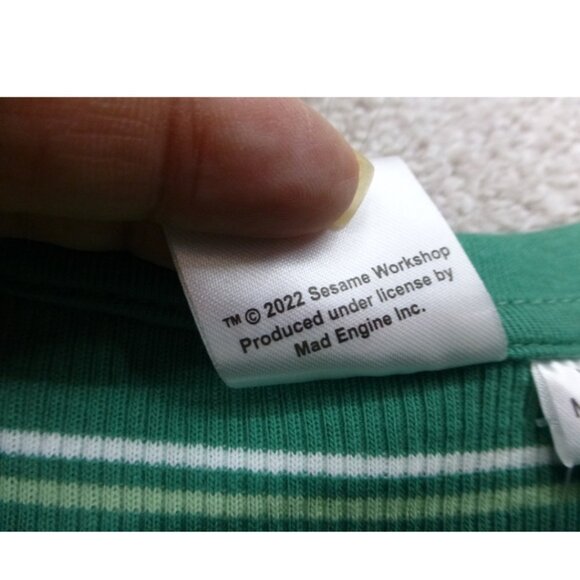 ™ © 2022 Sesame Workshop
Produced under license by
Mad Engine Inc.